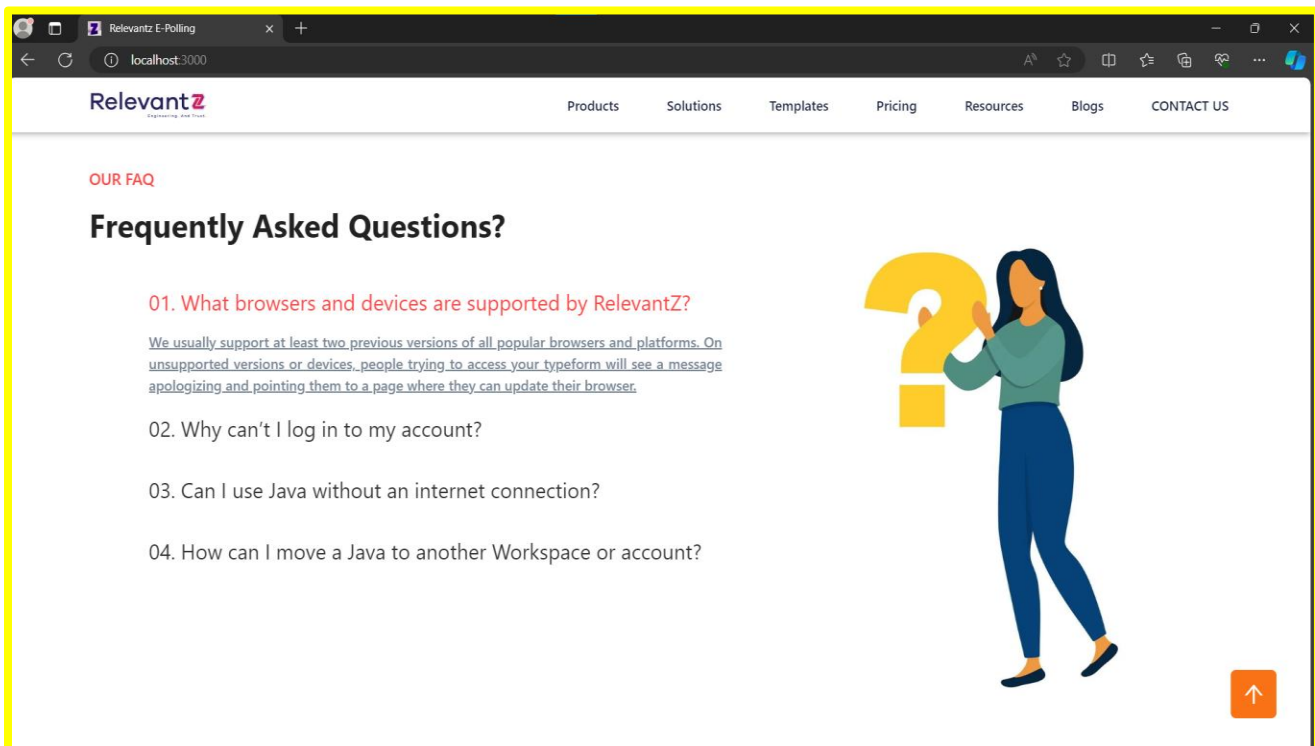 Relevantz E-Polling
localhost:3000
RelevantZ
Engineering. And Trust
Products Solutions Templates Pricing Resources Blogs CONTACT US
OUR FAQ
Frequently Asked Questions?
01. What browsers and devices are supported by RelevantZ?
We usually support at least two previous versions of all popular browsers and platforms. On
unsupported versions or devices, people trying to access your typeform will see a message
apologizing and pointing them to a page where they can update their browser.
02. Why can't I log in to my account?
03. Can I use Java without an internet connection?
04. How can I move a Java to another Workspace or account?